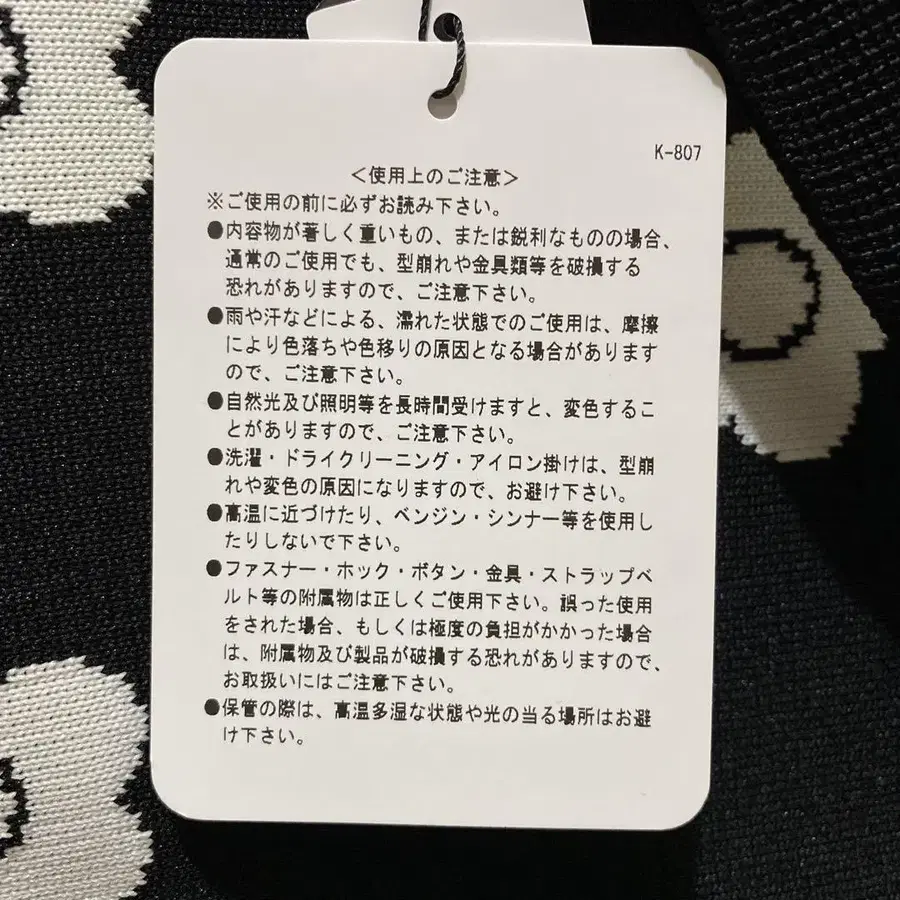 K-807
＜使用上のご注意＞
※ご使用の前に必ずお読み下さい。
●内容物が著しく重いもの、または鋭利なものの場合、
通常のご使用でも、型崩れや金具類等を破損する
恐れがありますので、ご注意下さい。
●雨や汗などによる、濡れた状態でのご使用は、摩擦
により色落ちや色移りの原因となる場合があります
ので、ご注意下さい。
●自然光及び照明等を長時間受けますと、変色するこ
とがありますので、ご注意下さい。
●洗濯・ドライクリーニング・アイロン掛けは、型崩
れや変色の原因になりますので、お避け下さい。
●高温に近づけたり、ベンジン・シンナー等を使用し
たりしないで下さい。
●ファスナー・ホック・ボタン・金具・ストラップベ
ルト等の附属物は正しくご使用下さい。誤った使用
をされた場合、もしくは極度の負担がかかった場合
は、附属物及び製品が破損する恐れがありますので、
お取扱いにはご注意下さい。
●保管の際は、高温多湿な状態や光の当る場所はお避
け下さい。